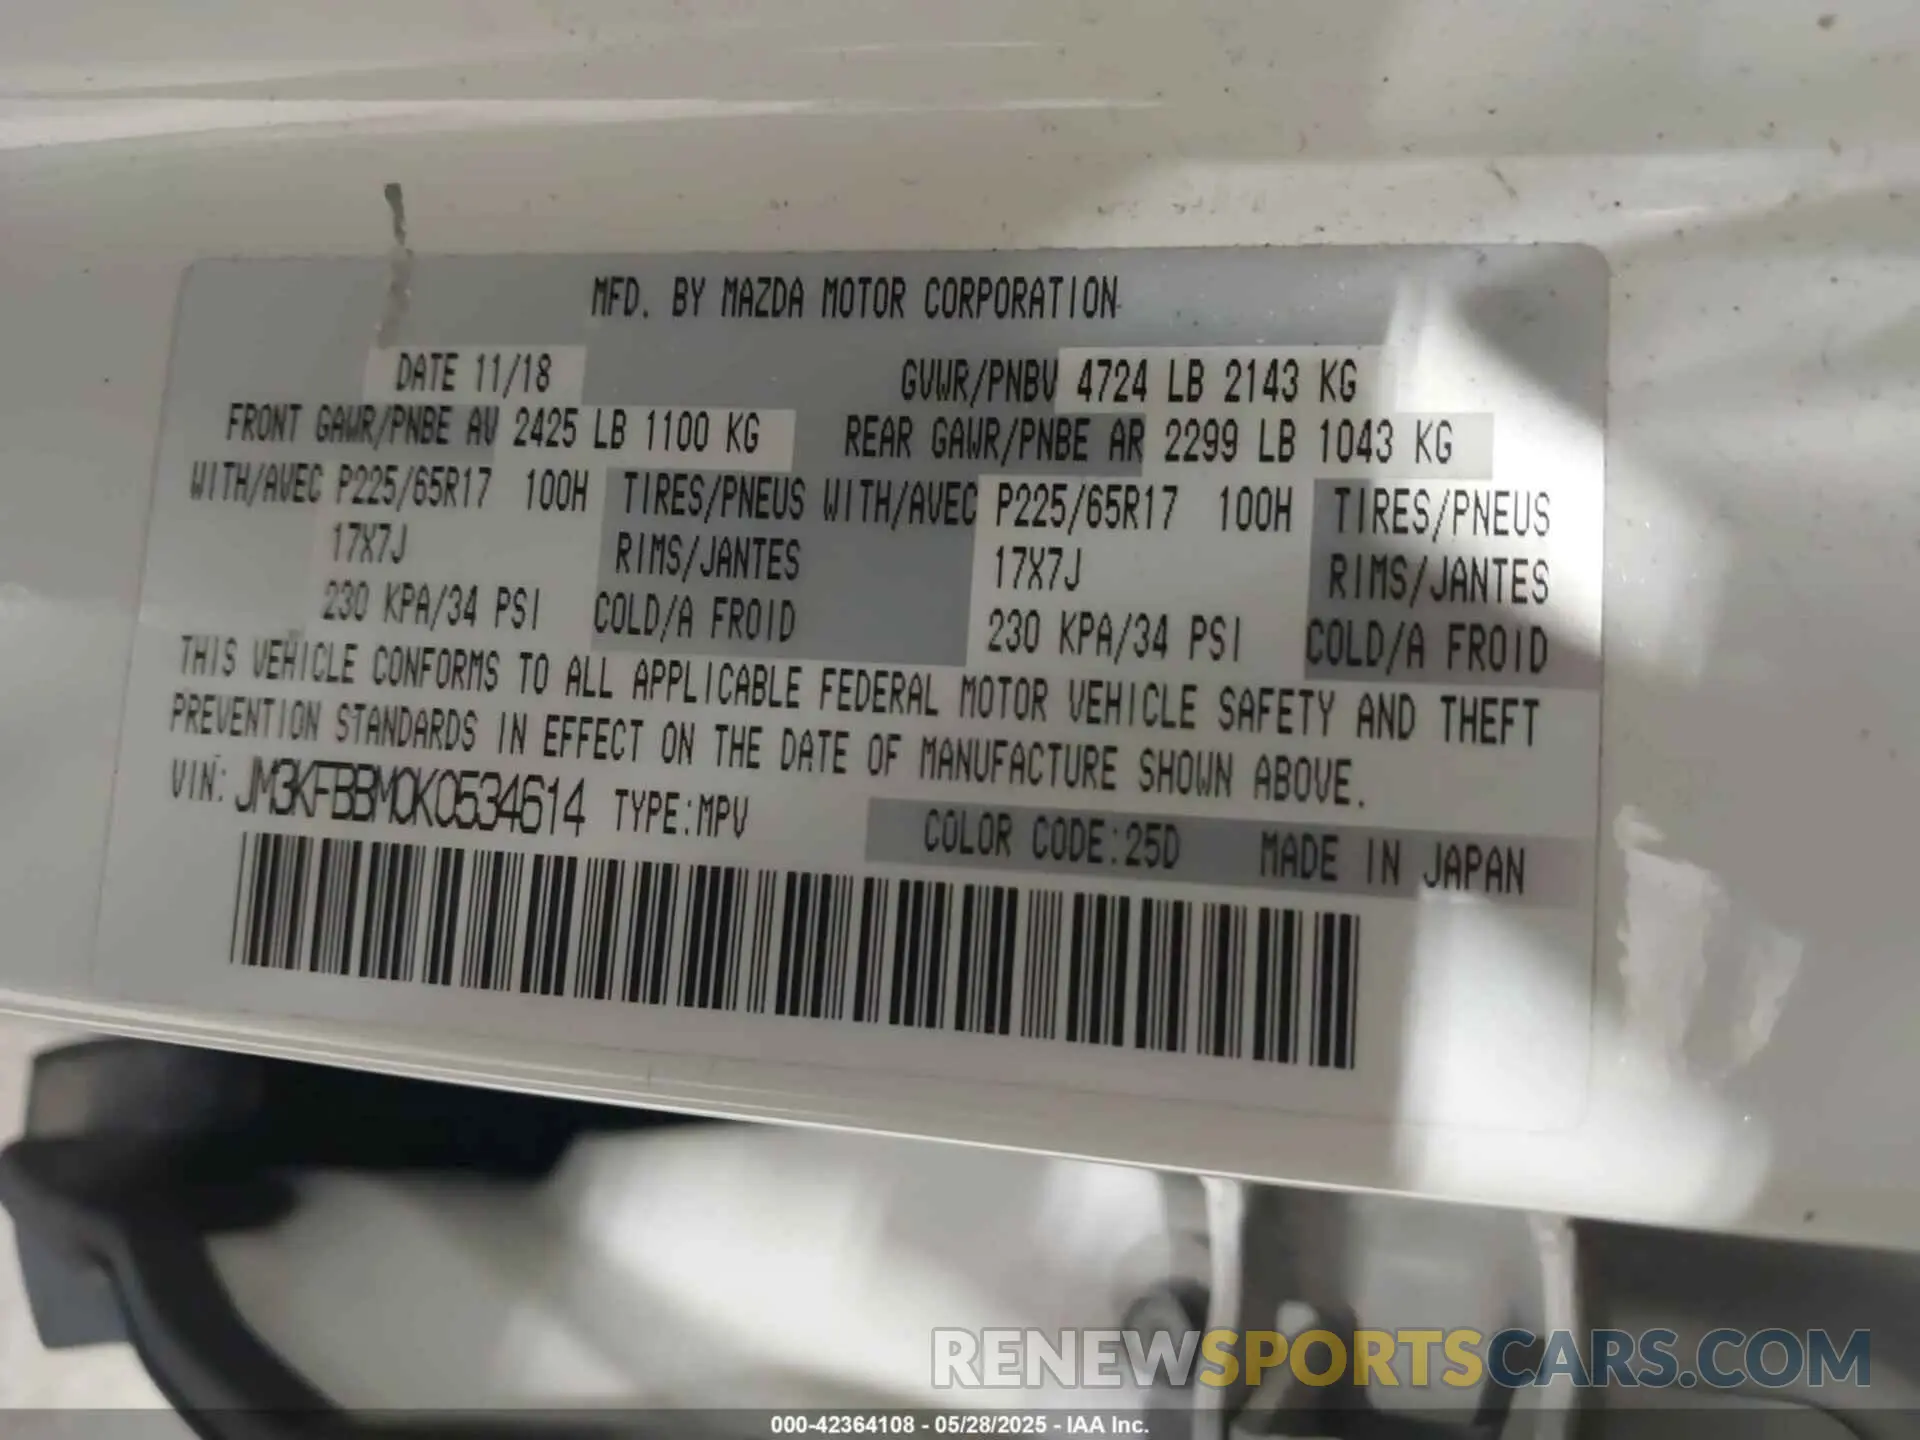 MFD. BY MAZDA MOTOR CORPORATION
DATE 11/18 GVWR/PNBV 4724 LB 2143 KG
FRONT GAWR/PNBE AV 2425 LB 1100 KG REAR GAWR/PNBE AR 2299 LB 1043 KG
WITH/AVEC P225/65R17 100H TIRES/PNEUS WITH/AVEC P225/65R17 100H TIRES/PNEUS
17X7J RIMS/JANTES 17X7J RIMS/JANTES
230 KPA/34 PSI COLD/A FROID 230 KPA/34 PSI COLD/A FROID
THIS VEHICLE CONFORMS TO ALL APPLICABLE FEDERAL MOTOR VEHICLE SAFETY AND THEFT
PREVENTION STANDARDS IN EFFECT ON THE DATE OF MANUFACTURE SHOWN ABOVE.
VIN: JM3KFBBM0K0534614 TYPE:MPV COLOR CODE:25D MADE IN JAPAN
RENEWSPORTSCARS.COM
000-42364108 - 05/28/2025 - IAA Inc.